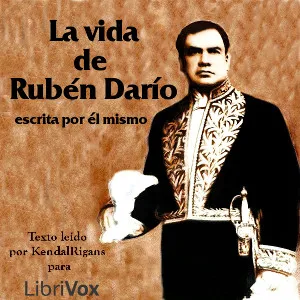 La vida
de
Rubén Darío
escrita por él mismo
Texto leído
por KendalRigans
para
LibriVox